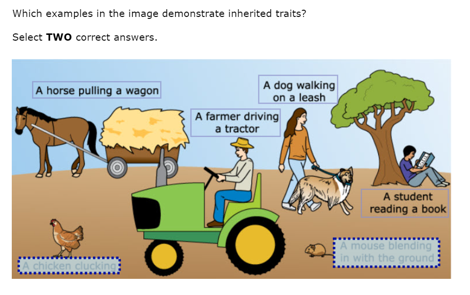 Which examples in the image demonstrate inherited traits?
Select TWO correct answers.
A horse pulling a wagon
A dog walking
on a leash
A farmer driving
a tractor
A student
reading a book
A chicken clucking
A mouse blending
in with the ground